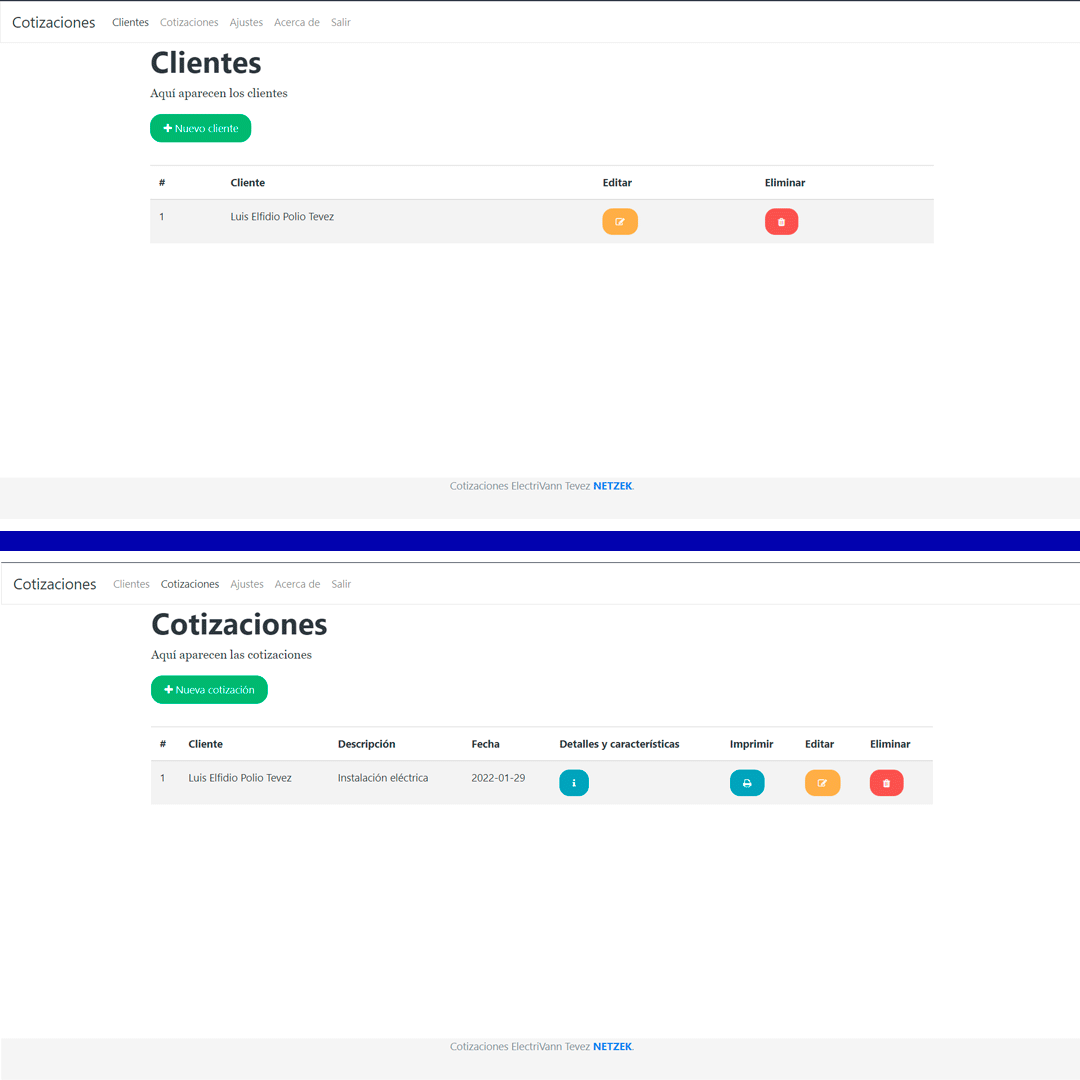 Cotizaciones Clientes Cotizaciones Ajustes Acerca de Salir
Clientes
Aquí aparecen los clientes
Nuevo cliente
# Cliente Editar Eliminar
1 Luis Elfidio Polio Tevez
Cotizaciones ElectriVann Tevez NETZEK.
Cotizaciones Clientes Cotizaciones Ajustes Acerca de Salir
Cotizaciones
Aquí aparecen las cotizaciones
Nueva cotización
# Cliente Descripción Fecha Detalles y características Imprimir Editar Eliminar
1 Luis Elfidio Polio Tevez Instalación eléctrica 2022-01-29
Cotizaciones ElectriVann Tevez NETZEK.